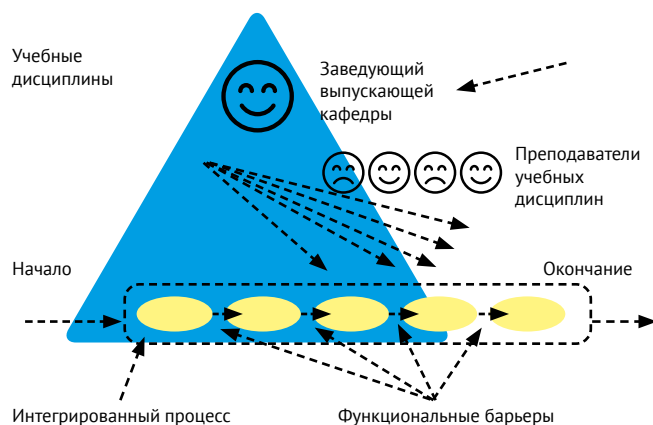 Учебные
дисциплины
Заведующий
выпускающей
кафедры
Преподаватели
учебных
дисциплин
Начало
Окончание
Интегрированный процесс
Функциональные барьеры